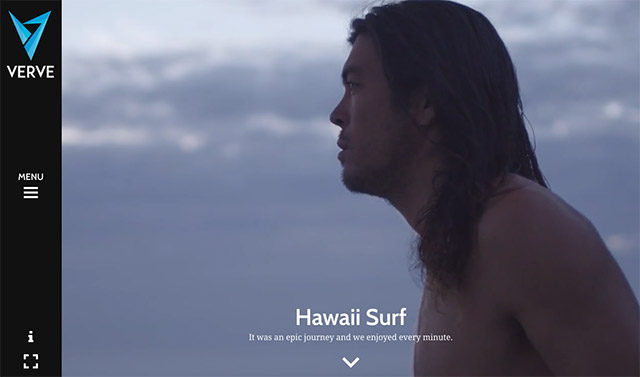 VERVE
MENU
Hawaii Surf
It was an epic journey and we enjoyed every minute.